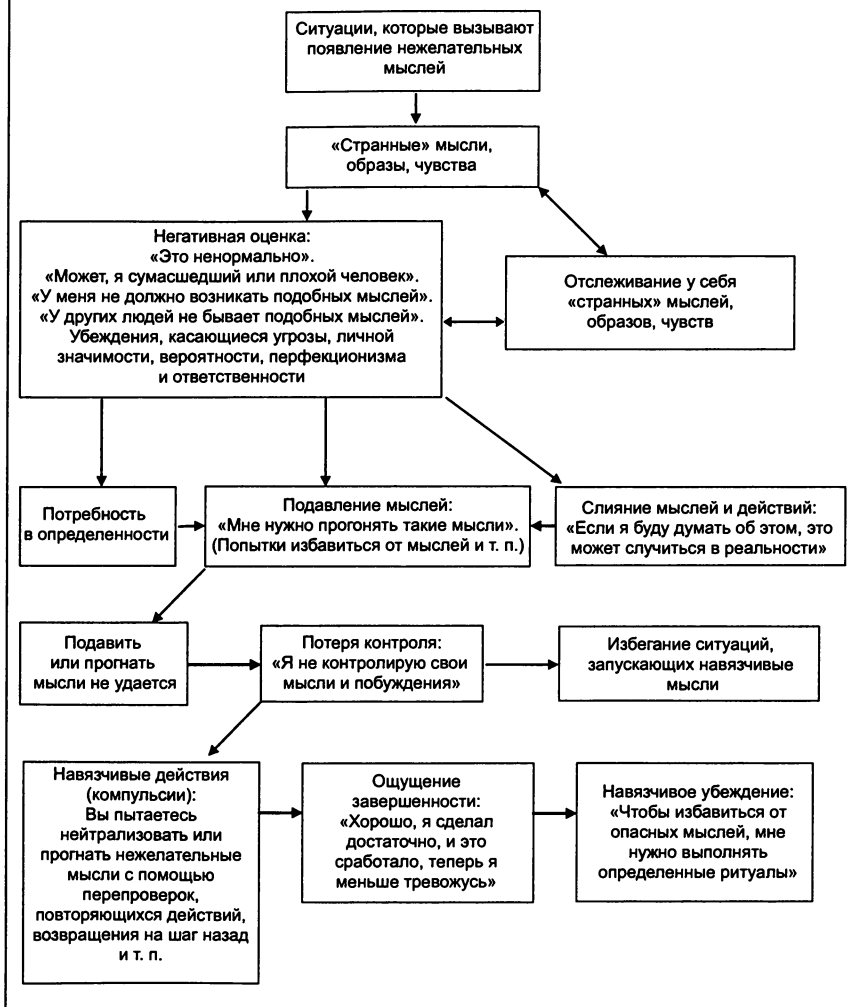 Ситуации, которые вызывают
появление нежелательных
мыслей
«Странные» мысли,
образы, чувства
Негативная оценка:
«Это ненормально».
«Может, я сумасшедший или плохой человек».
«У меня не должно возникать подобных мыслей».
«У других людей не бывает подобных мыслей».
Убеждения, касающиеся угрозы, личной
значимости, вероятности, перфекционизма
и ответственности
Отслеживание у себя
«странных» мыслей,
образов, чувств
Потребность
в определенности
Подавление мыслей:
«Мне нужно прогонять такие мысли».
(Попытки избавиться от мыслей и т. п.)
Слияние мыслей и действий:
«Если я буду думать об этом, это
может случиться в реальности»
Подавить
или прогнать
мысли не удается
Потеря контроля:
«Я не контролирую свои
мысли и побуждения»
Избегание ситуаций,
запускающих навязчивые
мысли
Навязчивые действия
(компульсии):
Вы пытаетесь
нейтрализовать или
прогнать нежелательные
мысли с помощью
перепроверок,
повторяющихся действий,
возвращения на шаг назад
и т. п.
Ощущение
завершенности:
«Хорошо, я сделал
достаточно, и это
сработало, теперь я
меньше тревожусь»
Навязчивое убеждение:
«Чтобы избавиться от
опасных мыслей, мне
нужно выполнять
определенные ритуалы»